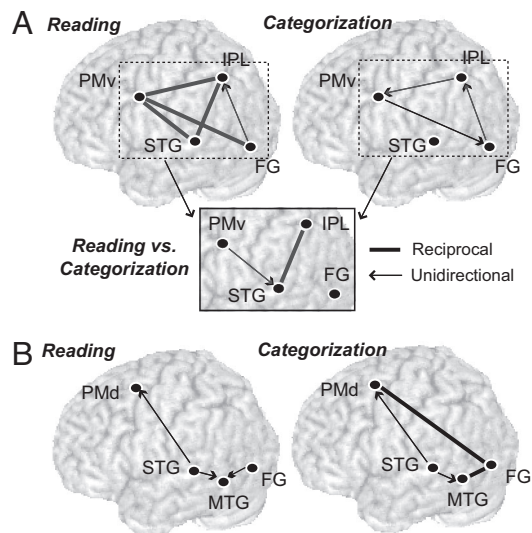 A
Reading
Categorization
IPL
PMv
STG
FG
IPL
PMv
STG
FG
Reading vs.
Categorization
PMv
IPL
STG
FG
Reciprocal
Unidirectional
B
Reading
Categorization
PMd
STG
MTG
FG
PMd
STG
MTG
FG